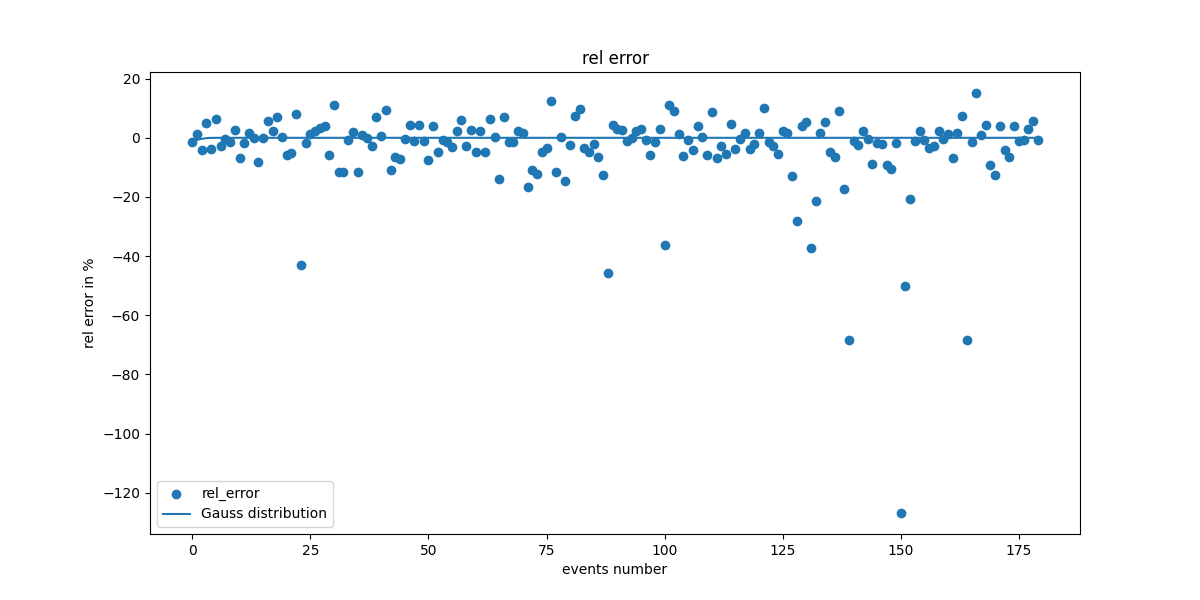 rel error
20
0
−20
−40
−60
−80
−100
−120
rel error in %
rel_error
Gauss distribution
0 25 50 75 100 125 150 175
events number